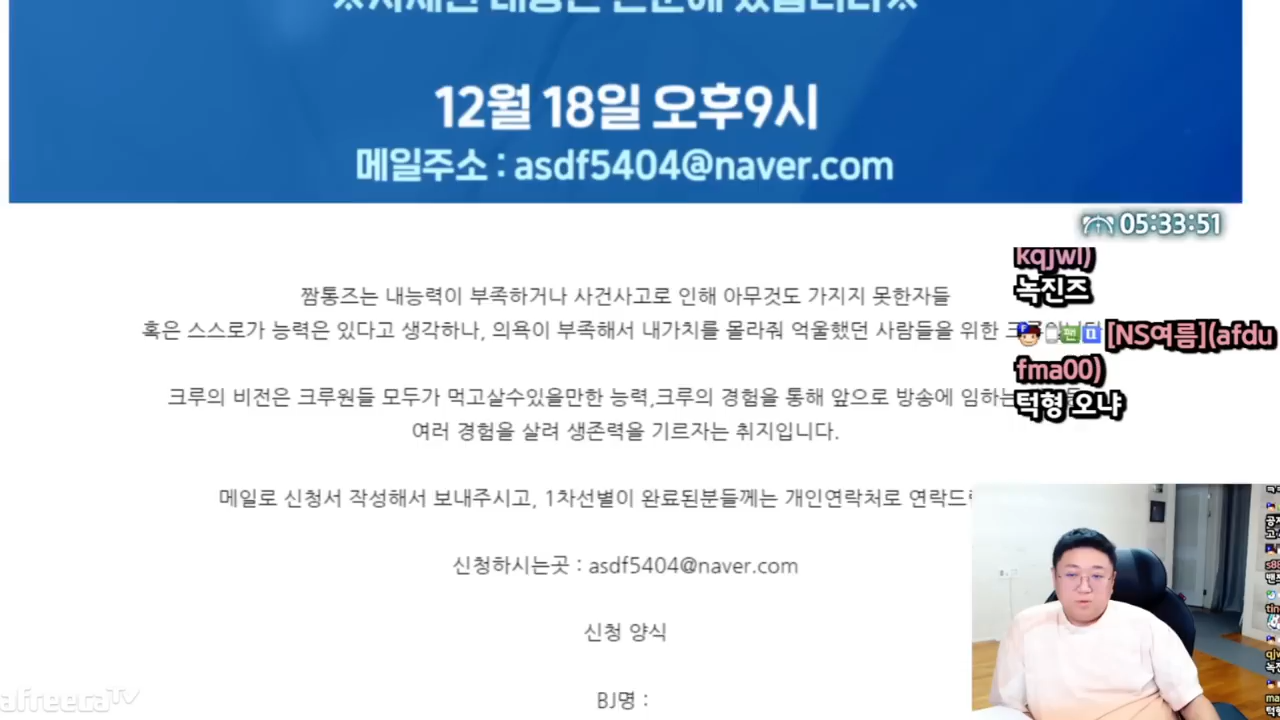 12월 18일 오후9시
메일주소 : asdf5404@naver.com
05:33:51
짬통즈는 내능력이 부족하거나 사건사고로 인해 아무것도 가지지 못한자들
혹은 스스로가 능력은 있다고 생각하나, 의욕이 부족해서 내가치를 몰라줘 억울했던 사람들을 위한
크루의 비전은 크루원들 모두가 먹고살수있을만한 능력,크루의 경험을 통해 앞으로 방송에 임하는
여러 경험을 살려 생존력을 기르자는 취지입니다.
메일로 신청서 작성해서 보내주시고, 1차선별이 완료된분들께는 개인연락처로
신청하시는곳 : asdf5404@naver.com
신청 양식
BJ명 :
kqjwl)
녹진즈
팬 [NS여름](afdu
fma00)
턱형 오냐
afreecaTV